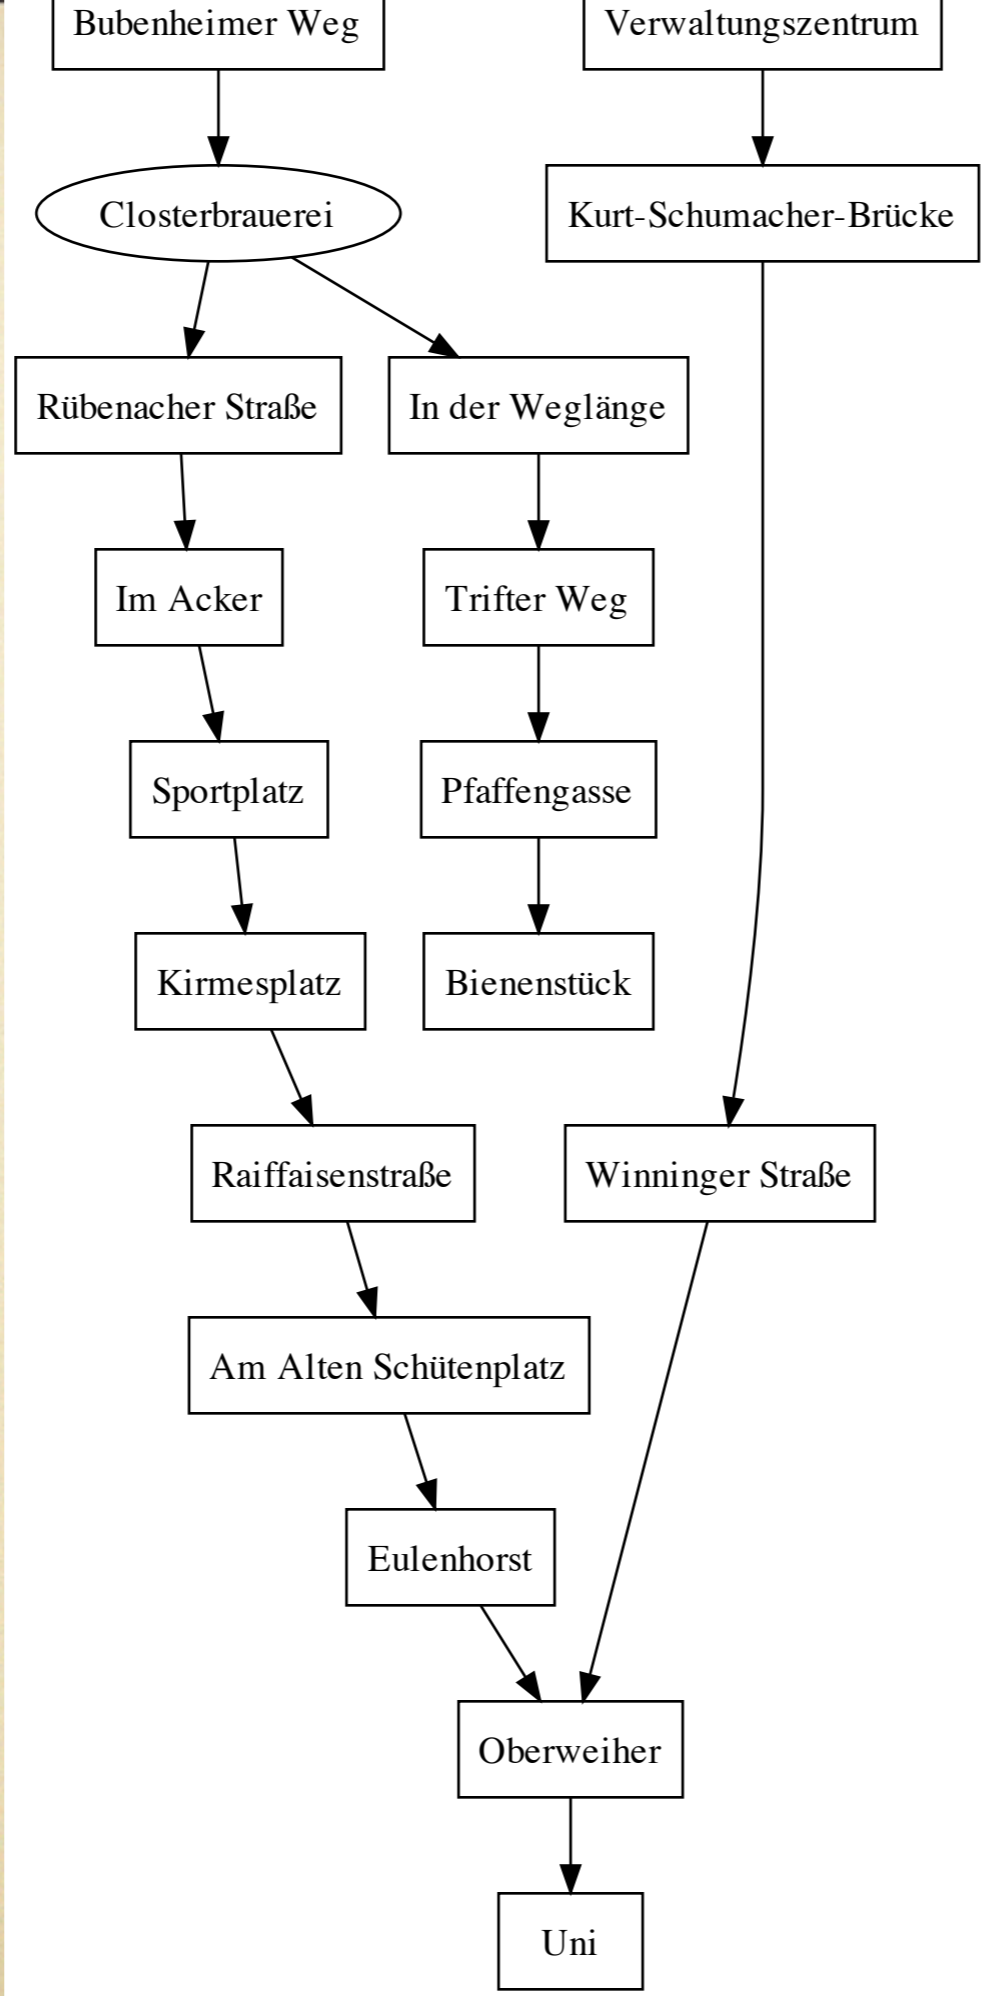 Bubenheimer Weg
Verwaltungszentrum
Closterbrauerei
Kurt-Schumacher-Brücke
Rübenacher Straße
In der Weglänge
Im Acker
Trifter Weg
Sportplatz
Pfaffengasse
Kirmesplatz
Bienenstück
Raiffaisenstraße
Winninger Straße
Am Alten Schütenplatz
Eulenhorst
Oberweiher
Uni